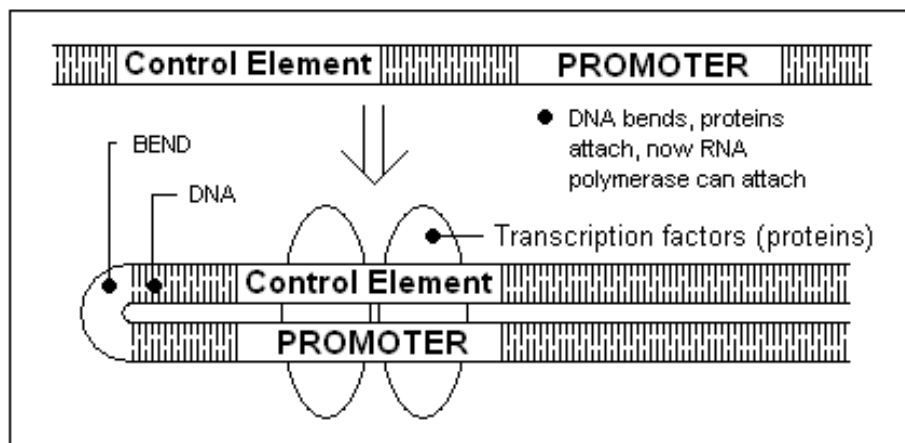 Control Element PROMOTER
DNA bends, proteins
attach, now RNA
polymerase can attach
BEND
DNA
Transcription factors (proteins)
Control Element
PROMOTER